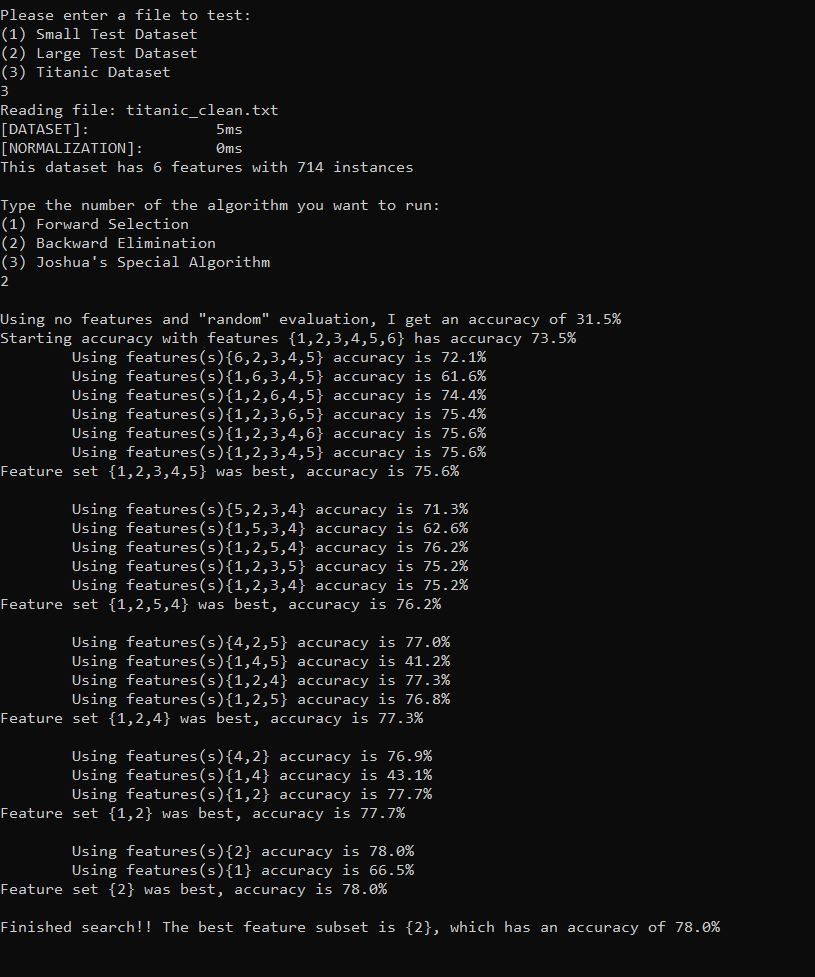 Please enter a file to test:
(1) Small Test Dataset
(2) Large Test Dataset
(3) Titanic Dataset
3
Reading file: titanic_clean.txt
[DATASET]:              5ms
[NORMALIZATION]:        0ms
This dataset has 6 features with 714 instances

Type the number of the algorithm you want to run:
(1) Forward Selection
(2) Backward Elimination
(3) Joshua's Special Algorithm
2

Using no features and "random" evaluation, I get an accuracy of 31.5%
Starting accuracy with features {1,2,3,4,5,6} has accuracy 73.5%
        Using features(s){6,2,3,4,5} accuracy is 72.1%
        Using features(s){1,6,3,4,5} accuracy is 61.6%
        Using features(s){1,2,6,4,5} accuracy is 74.4%
        Using features(s){1,2,3,6,5} accuracy is 75.4%
        Using features(s){1,2,3,4,6} accuracy is 75.6%
        Using features(s){1,2,3,4,5} accuracy is 75.6%
Feature set {1,2,3,4,5} was best, accuracy is 75.6%

        Using features(s){5,2,3,4} accuracy is 71.3%
        Using features(s){1,5,3,4} accuracy is 62.6%
        Using features(s){1,2,5,4} accuracy is 76.2%
        Using features(s){1,2,3,5} accuracy is 75.2%
        Using features(s){1,2,3,4} accuracy is 75.2%
Feature set {1,2,5,4} was best, accuracy is 76.2%

        Using features(s){4,2,5} accuracy is 77.0%
        Using features(s){1,4,5} accuracy is 41.2%
        Using features(s){1,2,4} accuracy is 77.3%
        Using features(s){1,2,5} accuracy is 76.8%
Feature set {1,2,4} was best, accuracy is 77.3%

        Using features(s){4,2} accuracy is 76.9%
        Using features(s){1,4} accuracy is 43.1%
        Using features(s){1,2} accuracy is 77.7%
Feature set {1,2} was best, accuracy is 77.7%

        Using features(s){2} accuracy is 78.0%
        Using features(s){1} accuracy is 66.5%
Feature set {2} was best, accuracy is 78.0%

Finished search!! The best feature subset is {2}, which has an accuracy of 78.0%